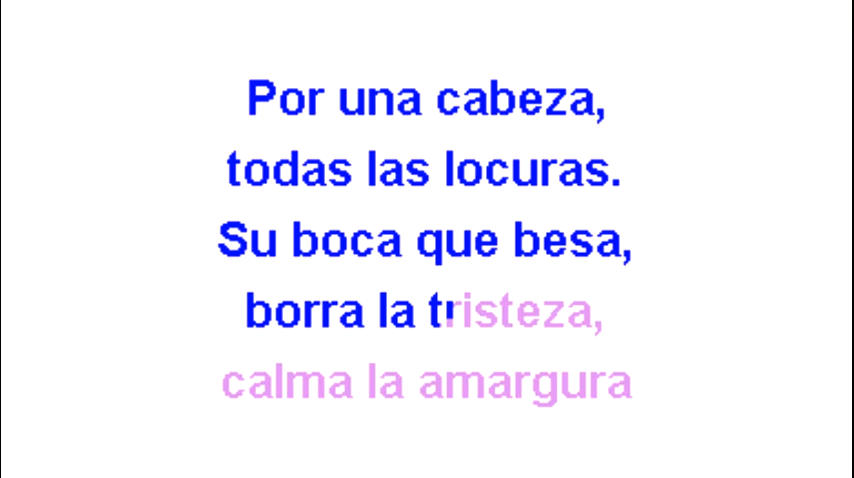 Por una cabeza,
todas las locuras.
Su boca que besa,
borra la tristeza,
calma la amargura